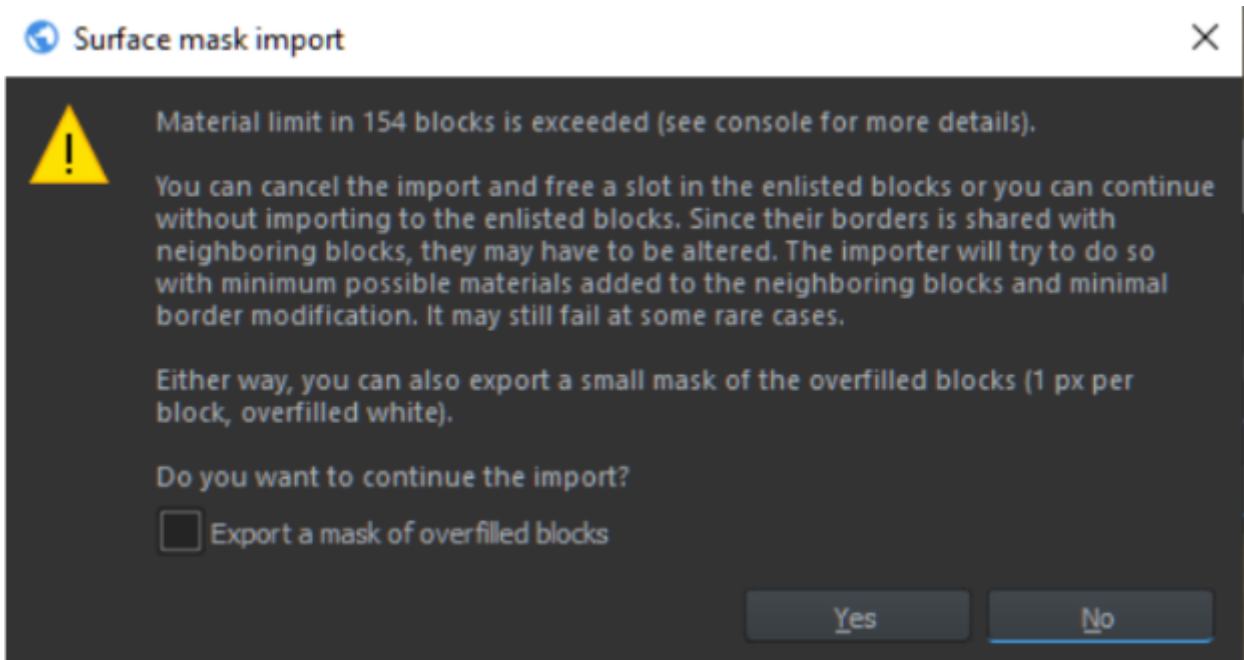 Surface mask import
Material limit in 154 blocks is exceeded (see console for more details).
You can cancel the import and free a slot in the enlisted blocks or you can continue
without importing to the enlisted blocks. Since their borders is shared with
neighboring blocks, they may have to be altered. The importer will try to do so
with minimum possible materials added to the neighboring blocks and minimal
border modification. It may still fail at some rare cases.
Either way, you can also export a small mask of the overfilled blocks (1 px per
block, overfilled white).
Do you want to continue the import?
Export a mask of overfilled blocks
Yes
No